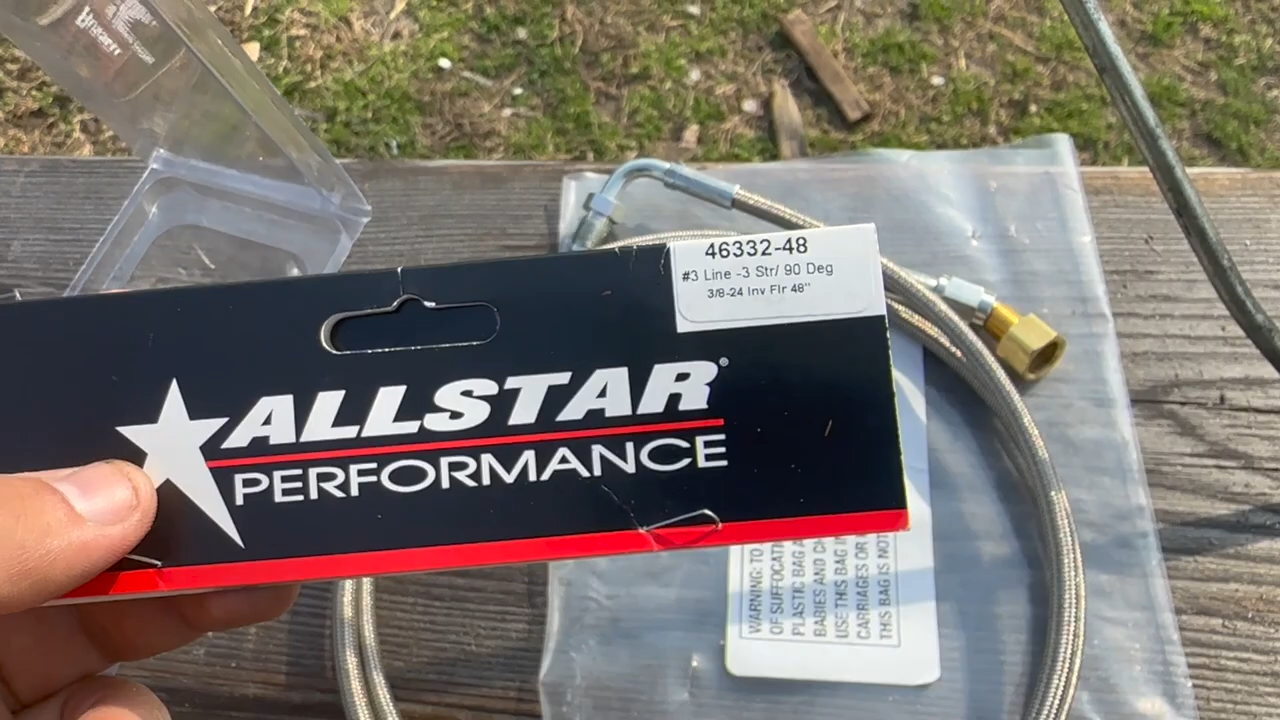 46332-48
#3 Line -3 Str/ 90 Deg
3/8-24 Inv Flr 48"
ALLSTAR®
PERFORMANCE
WARNING: TO
OF SUFFOCATI
PLASTIC BAG A
BABIES AND CH
USE THIS BAG I
CARRIAGES OR
THIS BAG IS NOT